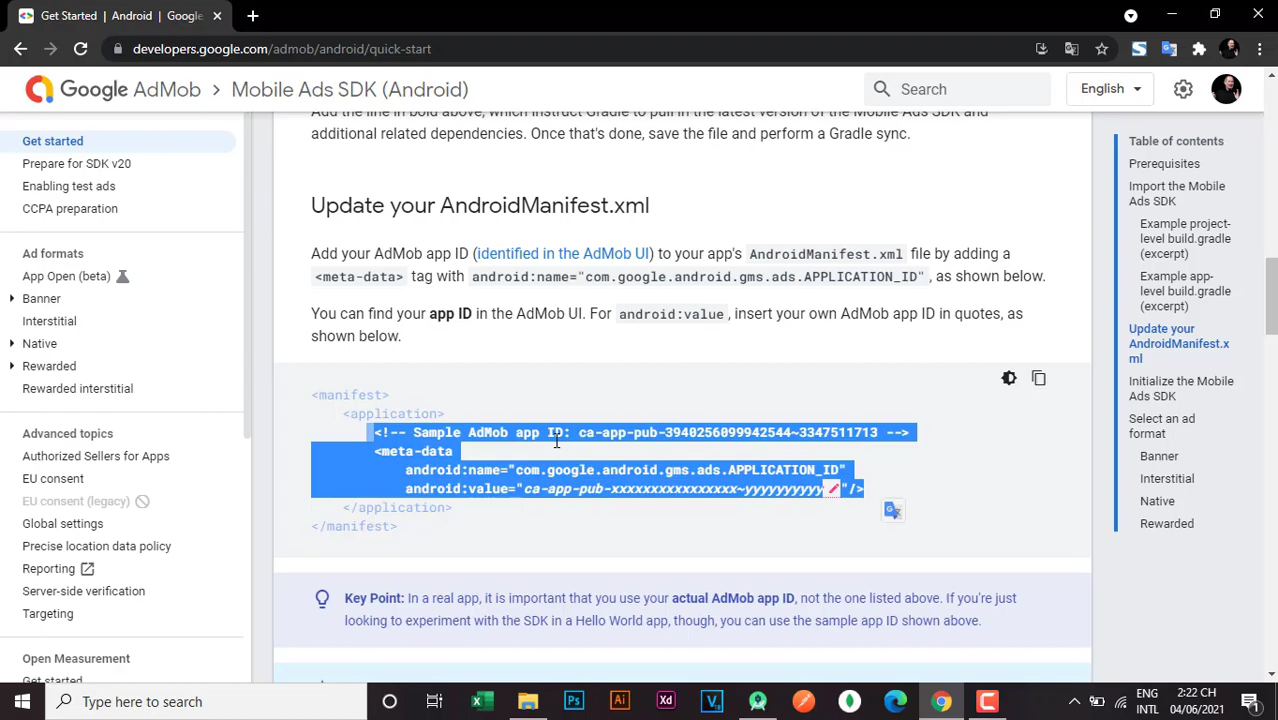 Get Started | Android | Google
developers.google.com/admob/android/quick-start
Google AdMob > Mobile Ads SDK (Android)
Search
English
Get started
Prepare for SDK v20
Enabling test ads
CCPA preparation
Ad formats
App Open (beta)
Banner
Interstitial
Native
Rewarded
Rewarded interstitial
Advanced topics
Authorized Sellers for Apps
Consent
EU consent (legacy)
Global settings
Precise location data policy
Reporting
Server-side verification
Targeting
Open Measurement
Get started
Add the line in bold above, which instruct Gradle to pull in the latest version of the Mobile Ads SDK and
additional related dependencies. Once that's done, save the file and perform a Gradle sync.
Update your AndroidManifest.xml
Add your AdMob app ID (identified in the AdMob UI) to your app's AndroidManifest.xml file by adding a
<meta-data> tag with android:name="com.google.android.gms.ads.APPLICATION_ID", as shown below.
You can find your app ID in the AdMob UI. For android:value, insert your own AdMob app ID in quotes, as
shown below.
<manifest>
<application>
<!-- Sample AdMob app ID: ca-app-pub-3940256099942544~3347511713 -->
<meta-data
android:name="com.google.android.gms.ads.APPLICATION_ID"
android:value="ca-app-pub-xxxxxxxxxxxxxxxx~yyyyyyyyyy"/>
</application>
</manifest>
Key Point: In a real app, it is important that you use your actual AdMob app ID, not the one listed above. If you're just
looking to experiment with the SDK in a Hello World app, though, you can use the sample app ID shown above.
Table of contents
Prerequisites
Import the Mobile
Ads SDK
Example project-
level build.gradle
(excerpt)
Example app-
level build.gradle
(excerpt)
Update your
AndroidManifest.x
ml
Initialize the Mobile
Ads SDK
Select an ad
format
Banner
Interstitial
Native
Rewarded
Type here to search
ENG
INTL
2:22 CH
04/06/2021